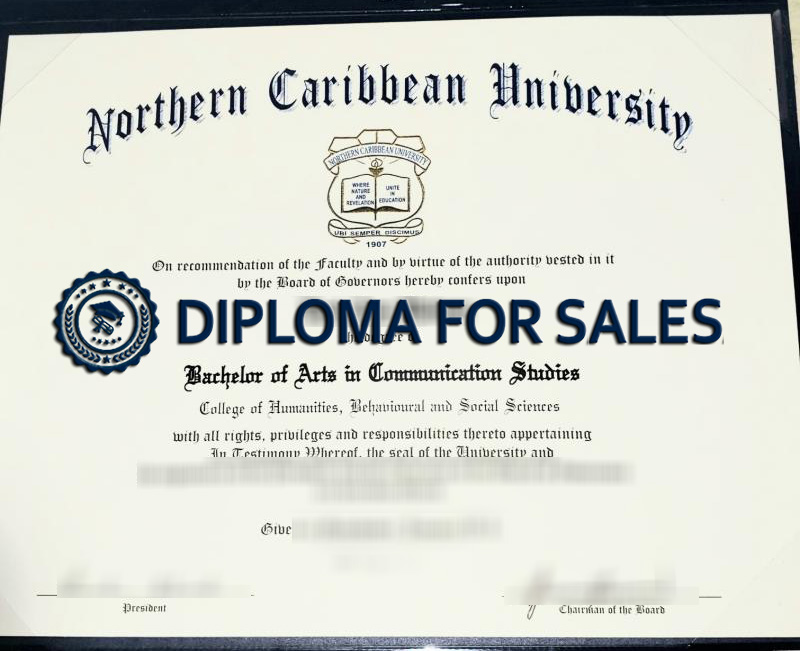 Northern Caribbean University
NORTHERN CARIBBEAN UNIVERSITY
WHERE
NATURE
AND
REVELATION
UNITE
IN
EDUCATION
UBI SEMPER DISCIMUS
1907
On recommendation of the Faculty and by virtue of the authority vested in it
by the Board of Governors hereby confers upon
DIPLOMA FOR SALES
the degree
Bachelor of Arts in Communication Studies
College of Humanities, Behavioural and Social Sciences
with all rights, privileges and responsibilities thereto appertaining
In Testimony Whereof, the seal of the University and
Give
President
Chairman of the Board